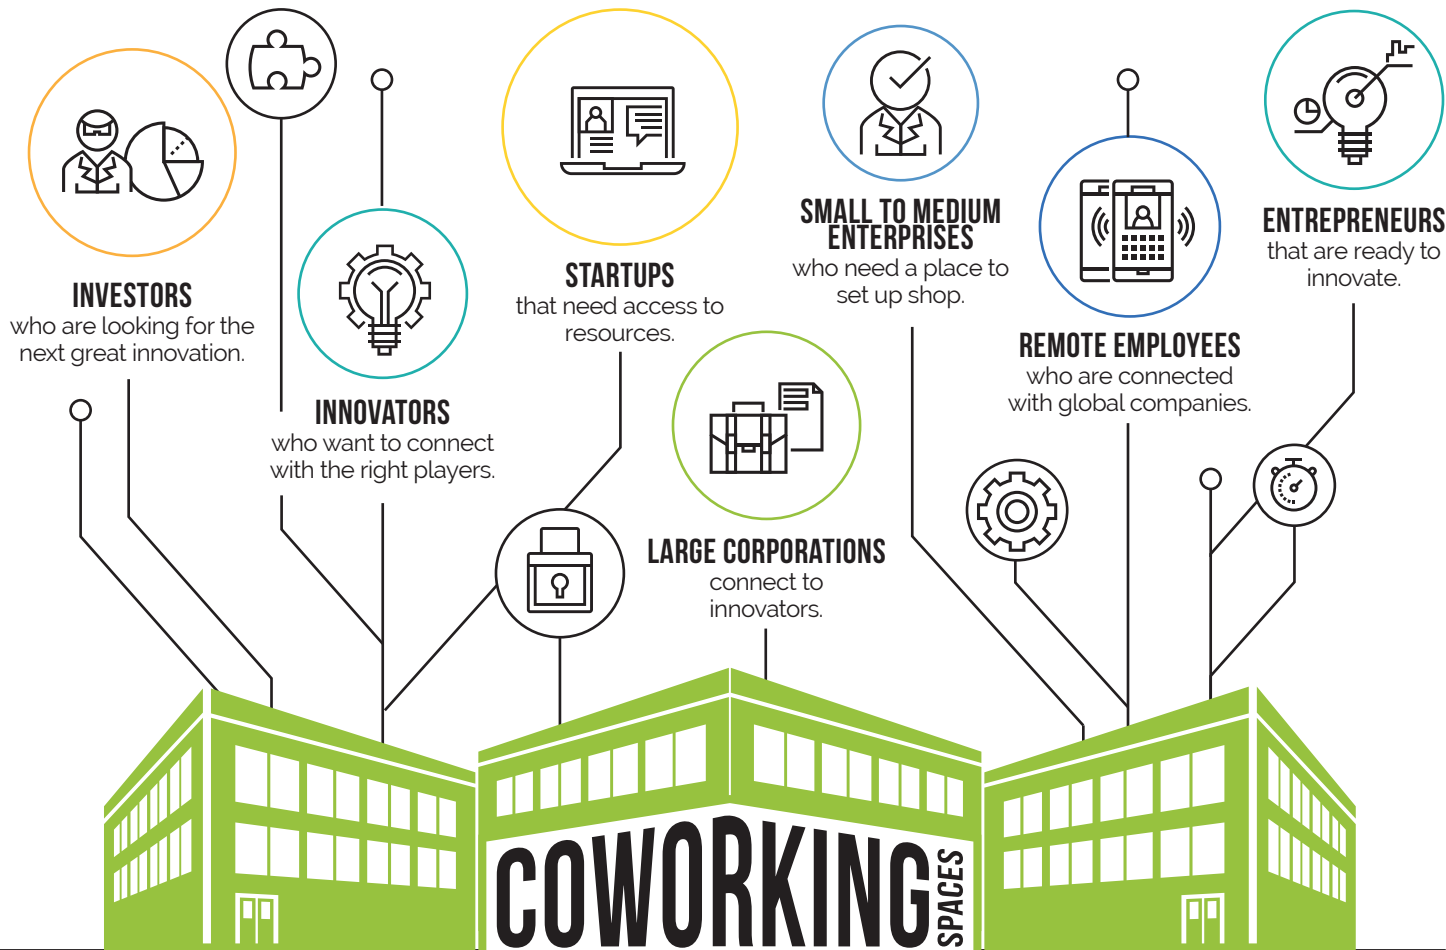 INVESTORS
who are looking for the
next great innovation.
INNOVATORS
who want to connect
with the right players.
STARTUPS
that need access to
resources.
LARGE CORPORATIONS
connect to
innovators.
SMALL TO MEDIUM
ENTERPRISES
who need a place to
set up shop.
REMOTE EMPLOYEES
who are connected
with global companies.
ENTREPRENEURS
that are ready to
innovate.
COWORKING
SPACES